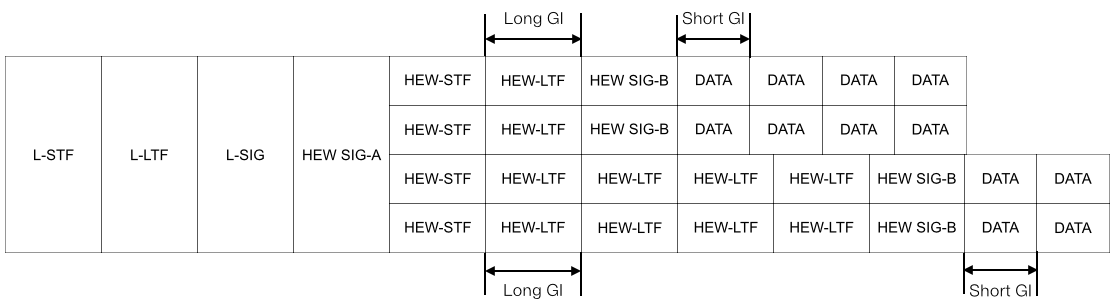 Long GI Short GI
HEW-STF HEW-LTF HEW SIG-B DATA DATA DATA DATA
HEW-STF HEW-LTF HEW SIG-B DATA DATA DATA DATA
L-STF L-LTF L-SIG HEW SIG-A
HEW-STF HEW-LTF HEW-LTF HEW-LTF HEW-LTF HEW SIG-B DATA DATA
HEW-STF HEW-LTF HEW-LTF HEW-LTF HEW-LTF HEW SIG-B DATA DATA
Long GI Short GI